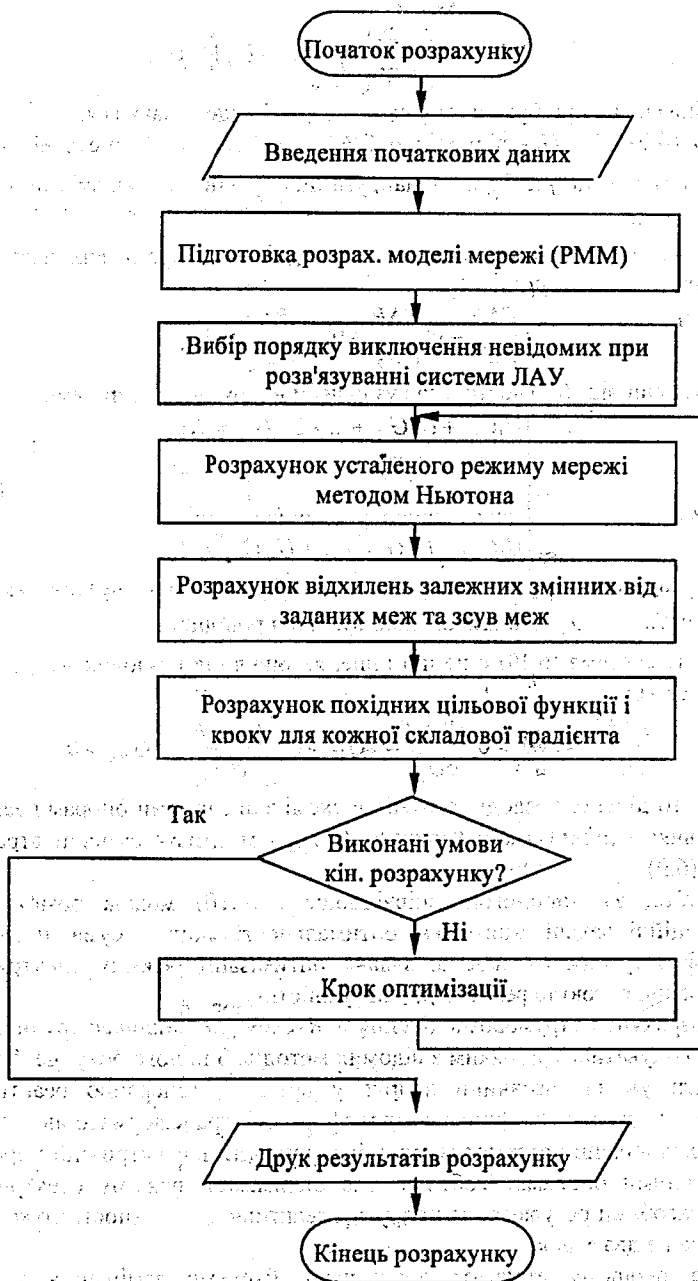 Початок розрахунку
Введення початкових даних
Підготовка розрах. моделі мережі (РММ)
Вибір порядку виключення невідомих при
розв'язуванні системи ЛАУ
Розрахунок усталеного режиму мережі
методом Ньютона
Розрахунок відхилень залежних змінних від
заданих меж та зсув меж
Розрахунок похідних цільової функції і
кроку для кожної складової градієнта
Так
Виконані умови
кін. розрахунку?
Ні
Крок оптимізації
Друк результатів розрахунку
Кінець розрахунку